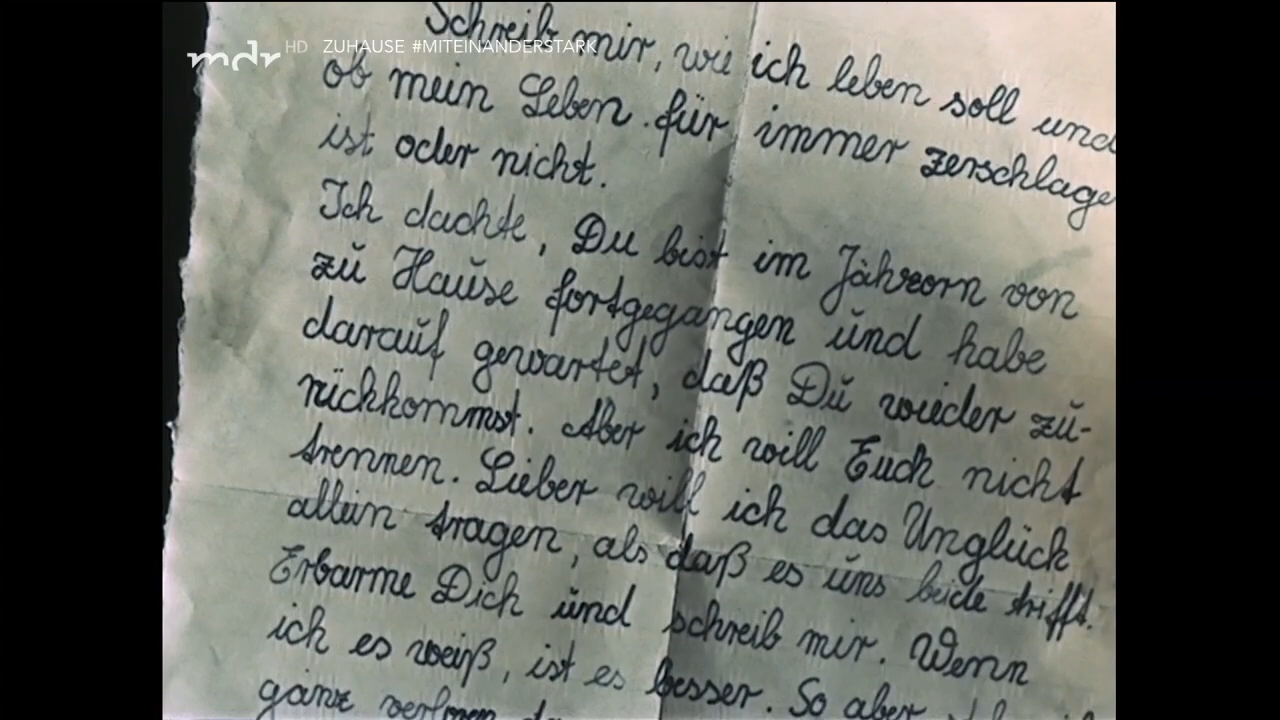 Schreib mir, wie ich leben soll und
mdr HD ZUHAUSE #MITEINANDERSTARK
ob mein Leben für immer zerschlage
ist oder nicht.
Ich dachte, Du bist im Jähzorn von
zu Hause fortgegangen und habe
darauf gewartet, daß Du wieder zu-
rückkommst. Aber ich will Euch nicht
trennen. Lieber will ich das Unglück
allein tragen, als daß es uns beide trifft.
Erbarme Dich und schreib mir. Wenn
ich es weiß, ist es besser. So aber
ganz verloren